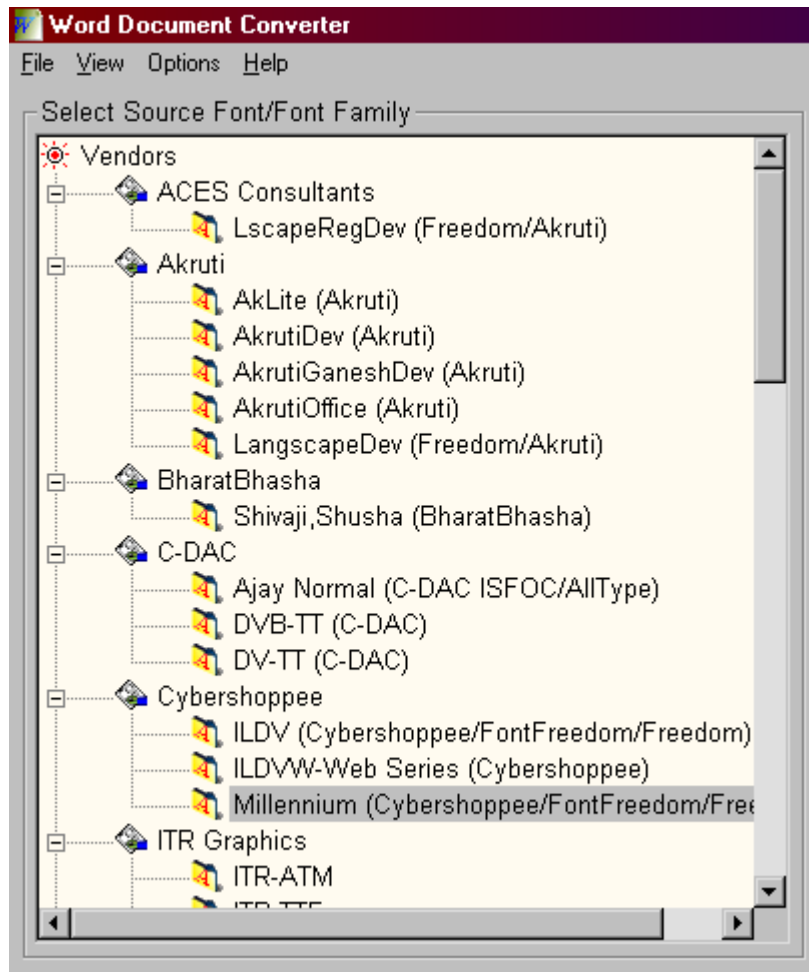 Word Document Converter
File View Options Help
Select Source Font/Font Family
Vendors
ACES Consultants
LscapeRegDev (Freedom/Akruti)
Akruti
AkLite (Akruti)
AkrutiDev (Akruti)
AkrutiGaneshDev (Akruti)
AkrutiOffice (Akruti)
LangscapeDev (Freedom/Akruti)
BharatBhasha
Shivaji,Shusha (BharatBhasha)
C-DAC
Ajay Normal (C-DAC ISFOC/AllType)
DVB-TT (C-DAC)
DV-TT (C-DAC)
Cybershoppee
ILDV (Cybershoppee/FontFreedom/Freedom)
ILDVW-Web Series (Cybershoppee)
Millennium (Cybershoppee/FontFreedom/Free
ITR Graphics
ITR-ATM